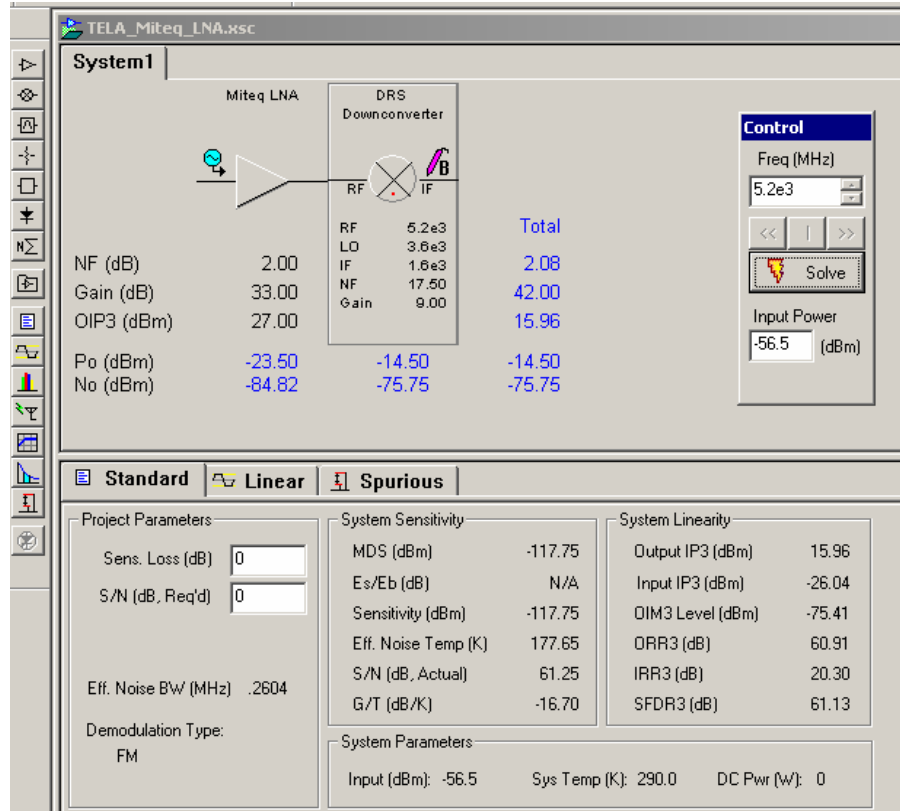 TELA_Miteq_LNA.xsc
System1
Miteq LNA
DRS
Downconverter
B
RF IF
RF 5.2e3
LO 3.6e3
IF 1.6e3
NF 17.50
Gain 9.00
Total
NF (dB) 2.00 2.08
Gain (dB) 33.00 42.00
OIP3 (dBm) 27.00 15.96
Po (dBm) -23.50 -14.50 -14.50
No (dBm) -84.82 -75.75 -75.75
Control
Freq (MHz)
5.2e3
<< | >>
Solve
Input Power
-56.5 (dBm)
NΣ
Standard Linear Spurious
Project Parameters
Sens. Loss (dB) 0
S/N (dB, Req'd) 0
Eff. Noise BW (MHz) .2604
Demodulation Type:
FM
System Sensitivity
MDS (dBm) -117.75
Es/Eb (dB) N/A
Sensitivity (dBm) -117.75
Eff. Noise Temp (K) 177.65
S/N (dB, Actual) 61.25
G/T (dB/K) -16.70
System Linearity
Output IP3 (dBm) 15.96
Input IP3 (dBm) -26.04
OIM3 Level (dBm) -75.41
ORR3 (dB) 60.91
IRR3 (dB) 20.30
SFDR3 (dB) 61.13
System Parameters
Input (dBm): -56.5 Sys Temp (K): 290.0 DC Pwr (W): 0